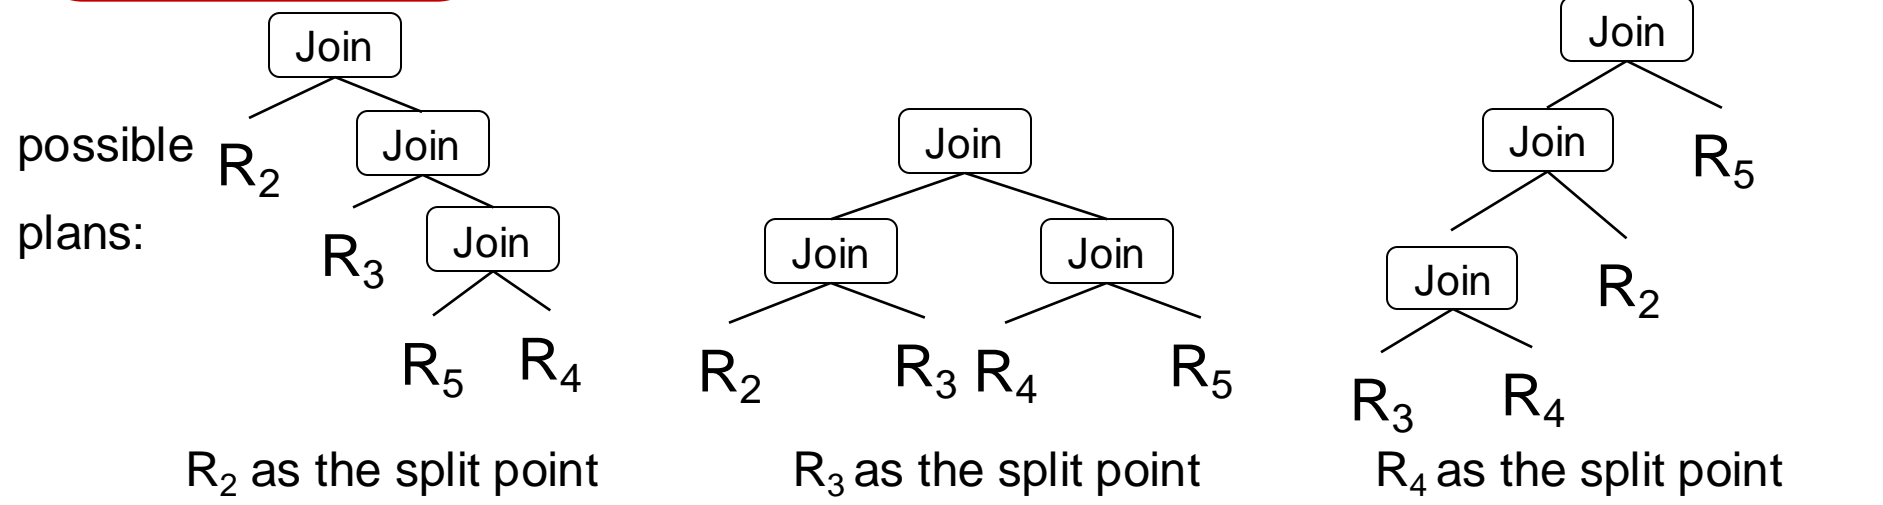 Join
Join
possible
R₂
Join
Join
R₅
plans:
R₃
Join
Join
Join
Join
R₂
R₅
R₄
R₂
R₃
R₄
R₅
R₃
R₄
R₂ as the split point
R₃ as the split point
R₄ as the split point